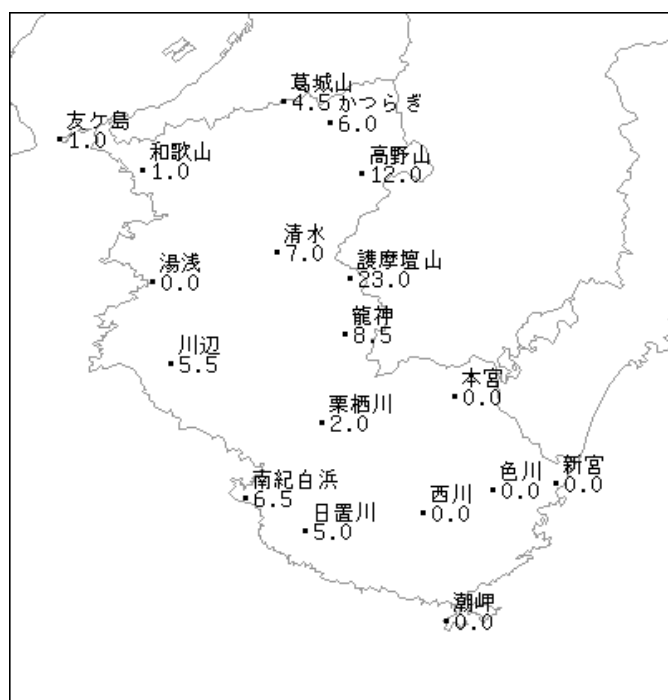 葛城山
4.5
かつらぎ
6.0
友ケ島
1.0
和歌山
1.0
高野山
12.0
清水
7.0
湯浅
0.0
護摩壇山
23.0
龍神
8.5
川辺
5.5
本宮
0.0
栗栖川
2.0
新宮
0.0
色川
0.0
南紀白浜
6.5
西川
0.0
日置川
5.0
潮岬
0.0